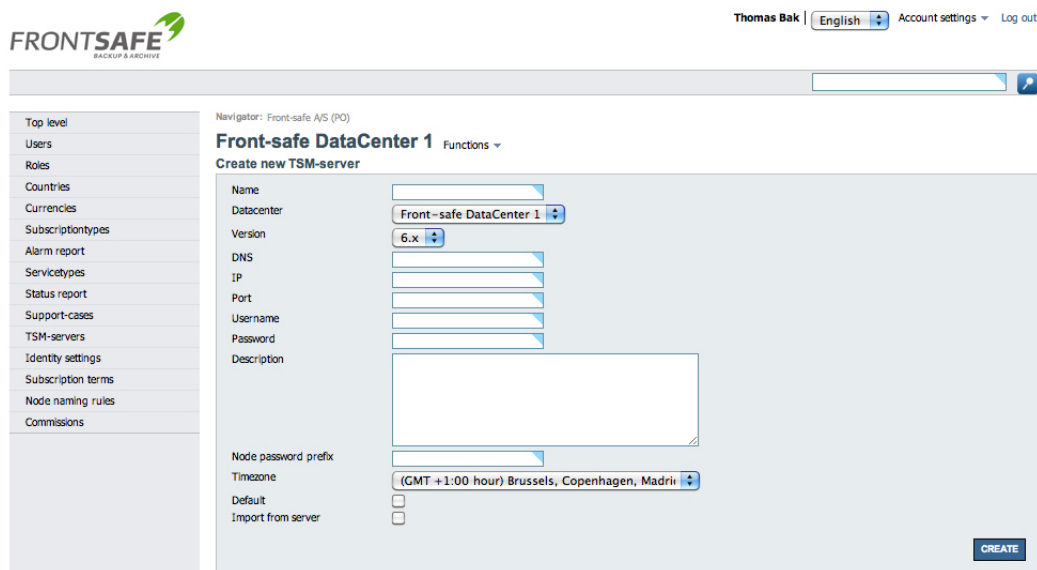 Thomas Bak | English Account settings Log out
FRONTSAFE
BACKUP & ARCHIVE
Top level
Users
Roles
Countries
Currencies
Subscriptiontypes
Alarm report
Servicetypes
Status report
Support-cases
TSM-servers
Identity settings
Subscription terms
Node naming rules
Commissions
Navigator: Front-safe A/S (PO)
Front-safe DataCenter 1 Functions
Create new TSM-server
Name
Datacenter Front-safe DataCenter 1
Version 6.x
DNS
IP
Port
Username
Password
Description
Node password prefix
Timezone (GMT +1:00 hour) Brussels, Copenhagen, Madri
Default
Import from server
CREATE